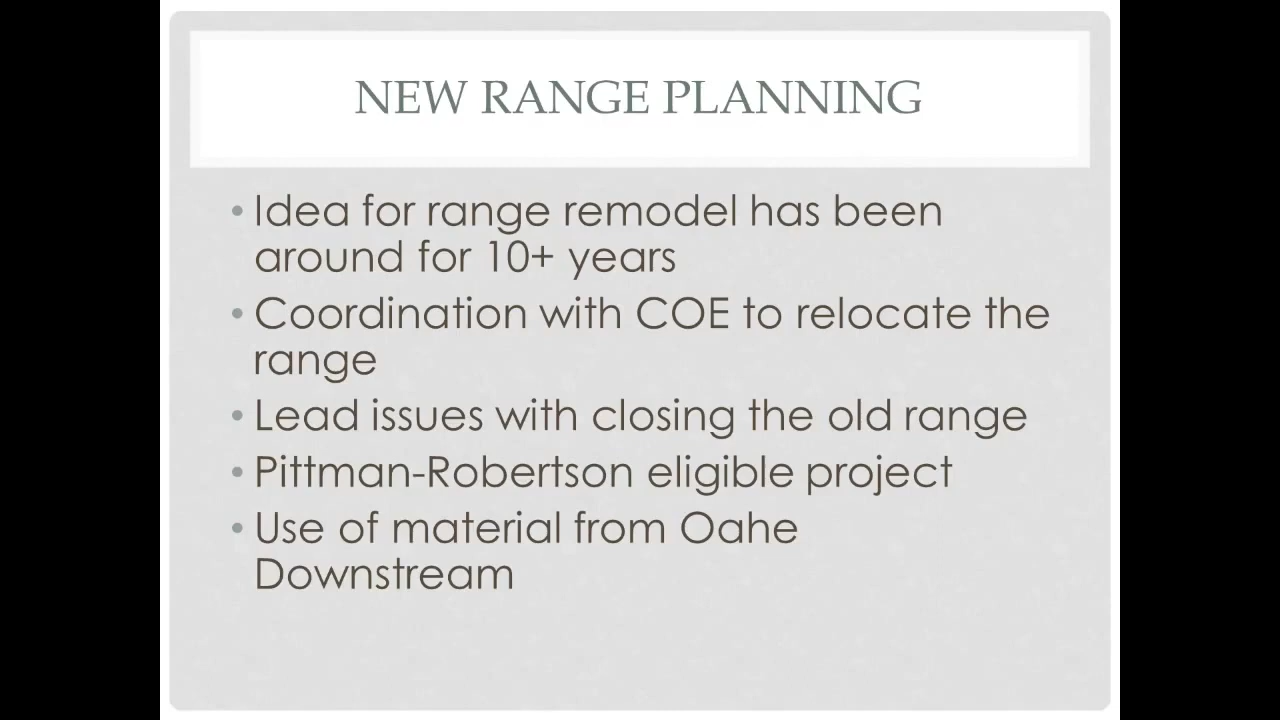 NEW RANGE PLANNING
• Idea for range remodel has been
around for 10+ years
• Coordination with COE to relocate the
range
• Lead issues with closing the old range
• Pittman-Robertson eligible project
• Use of material from Oahe
Downstream